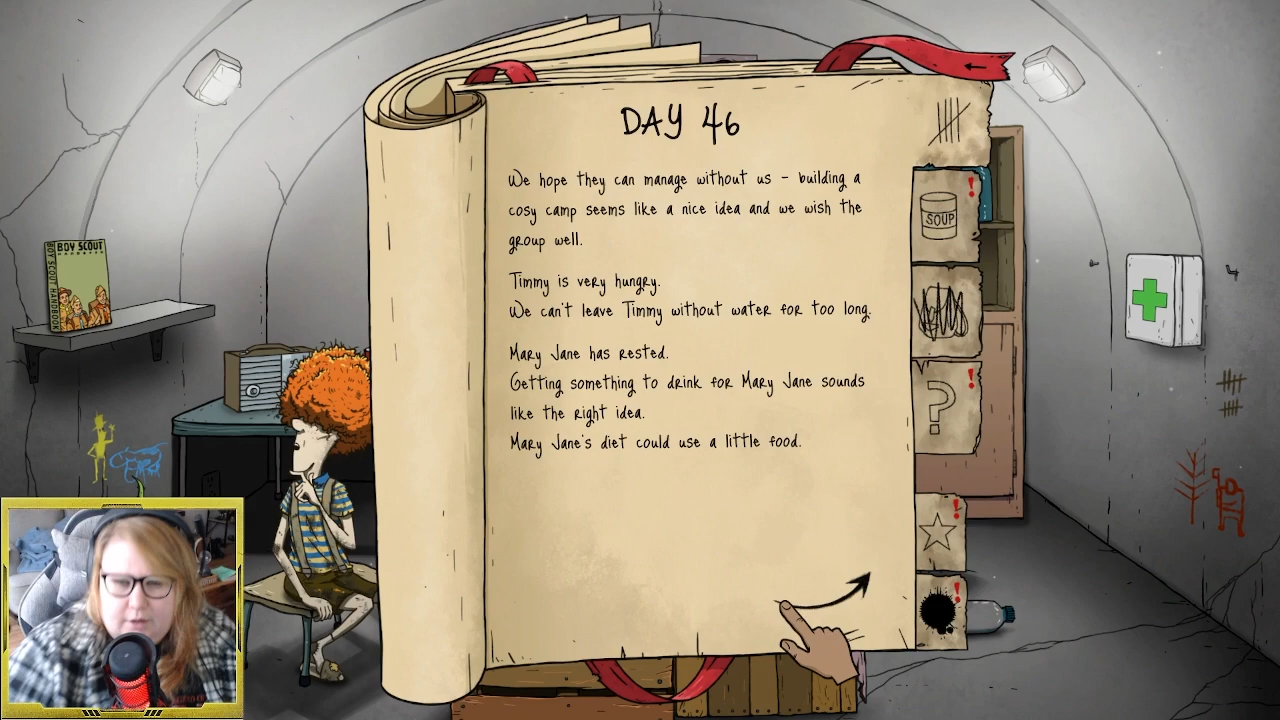 DAY 46
We hope they can manage without us - building a
cosy camp seems like a nice idea and we wish the
group well.
Timmy is very hungry.
We can't leave Timmy without water for too long.
Mary Jane has rested.
Getting something to drink for Mary Jane sounds
like the right idea.
Mary Jane's diet could use a little food.
SOUP
BOY SCOUT
BOY SCOUT HANDBOOK